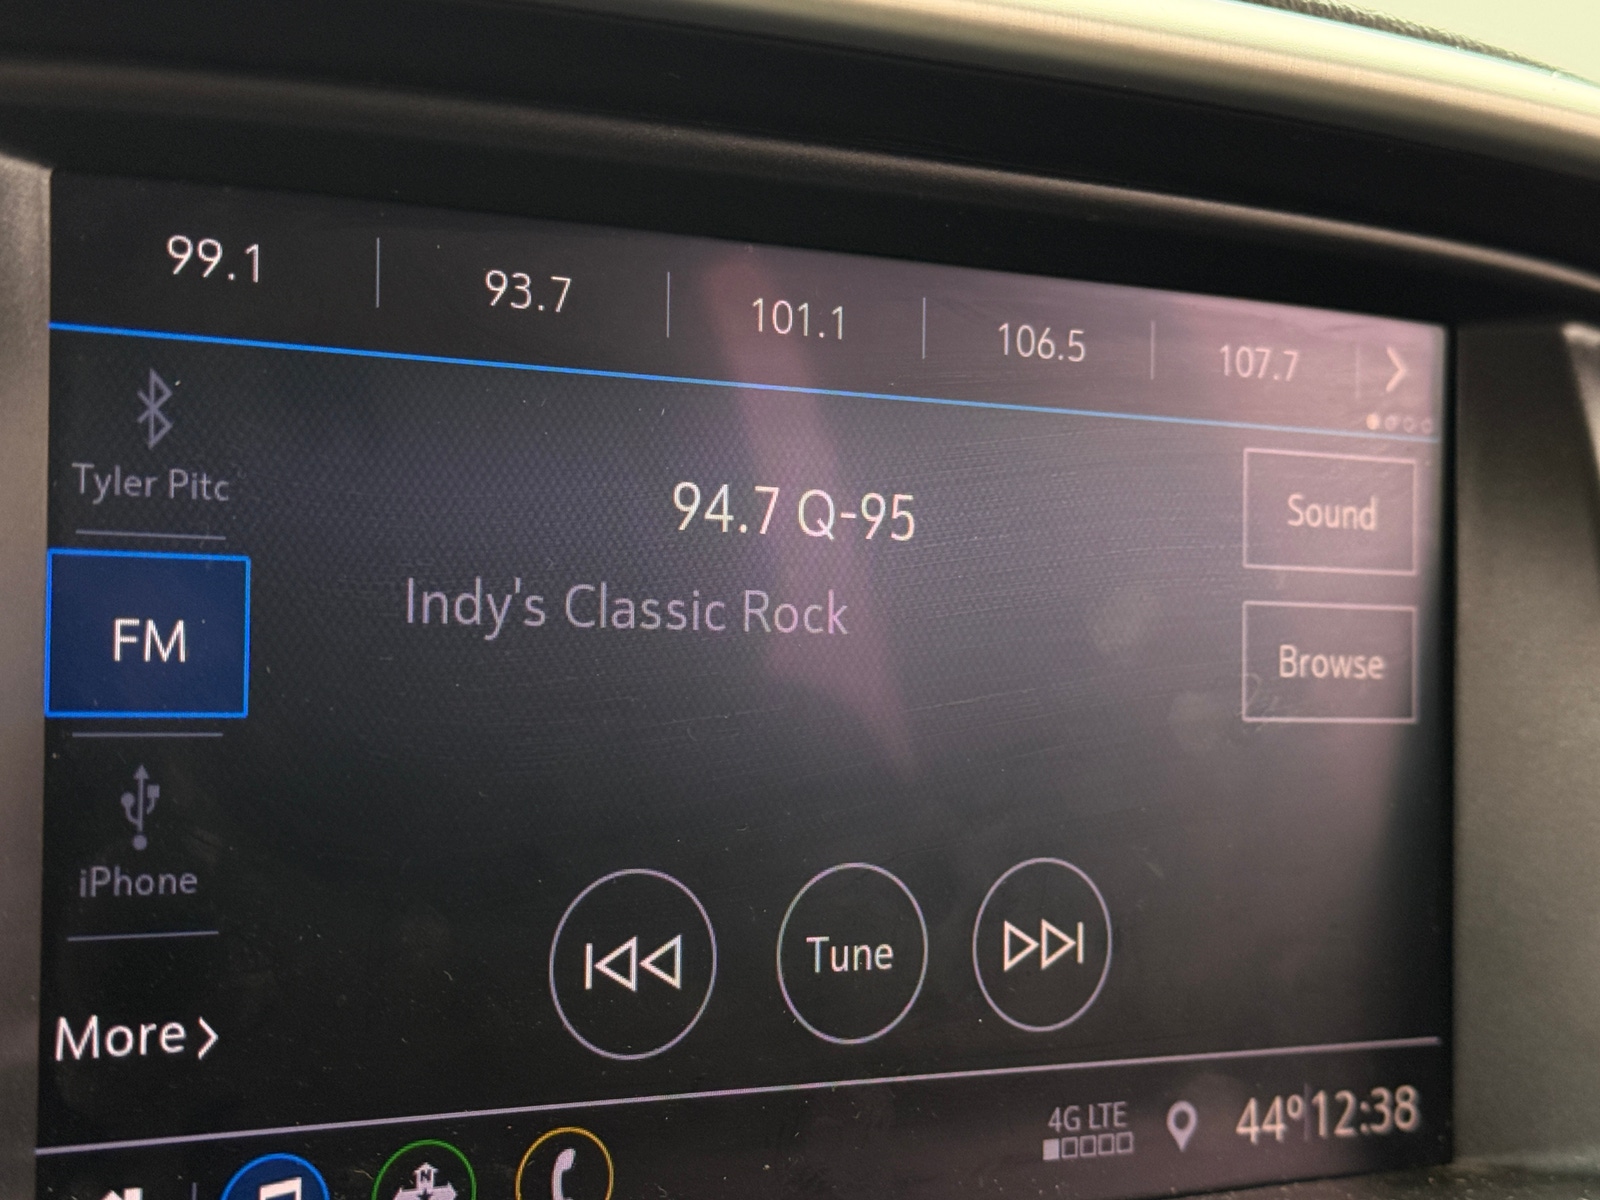 99.1
93.7
101.1
106.5
107.7
Tyler Pitc
FM
iPhone
More
94.7 Q-95
Indy's Classic Rock
Sound
Browse
Tune
4G LTE
44° 12:38
N